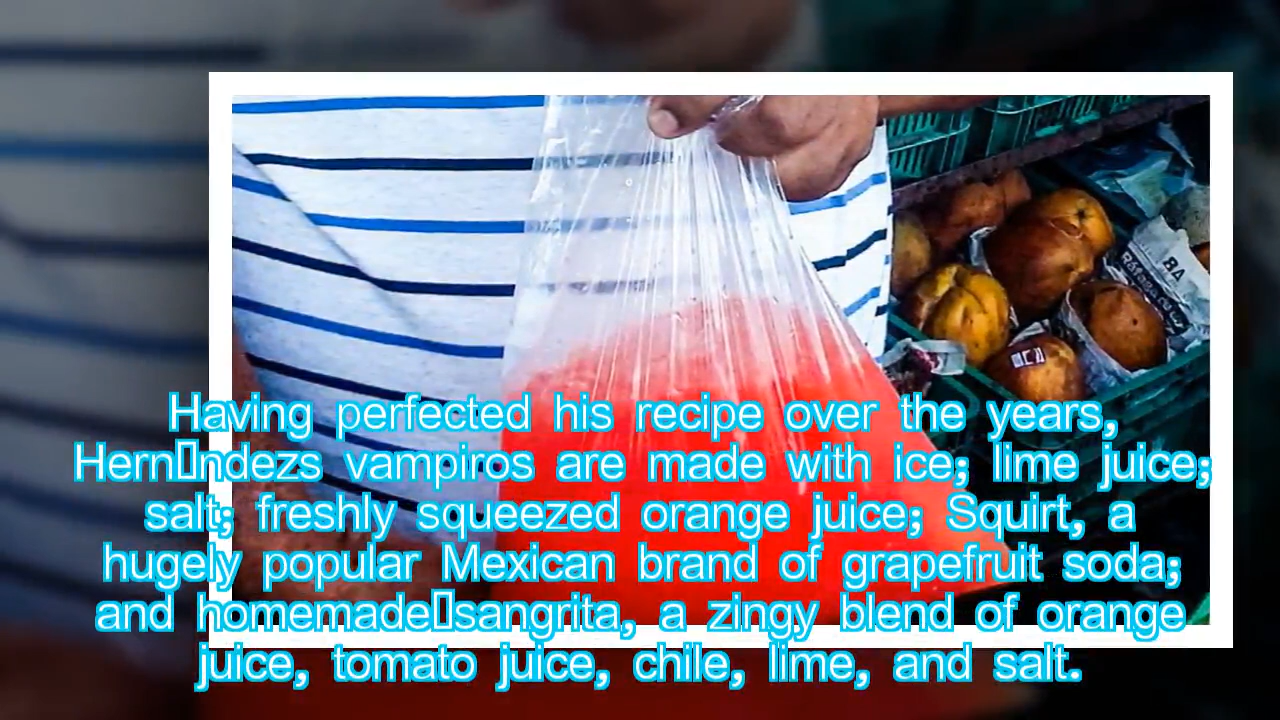 8A
Having perfected his recipe over the years,
Hern▯ndezs vampiros are made with ice; lime juice;
salt; freshly squeezed orange juice; Squirt, a
hugely popular Mexican brand of grapefruit soda;
and homemade▯sangrita, a zingy blend of orange
juice, tomato juice, chile, lime, and salt.